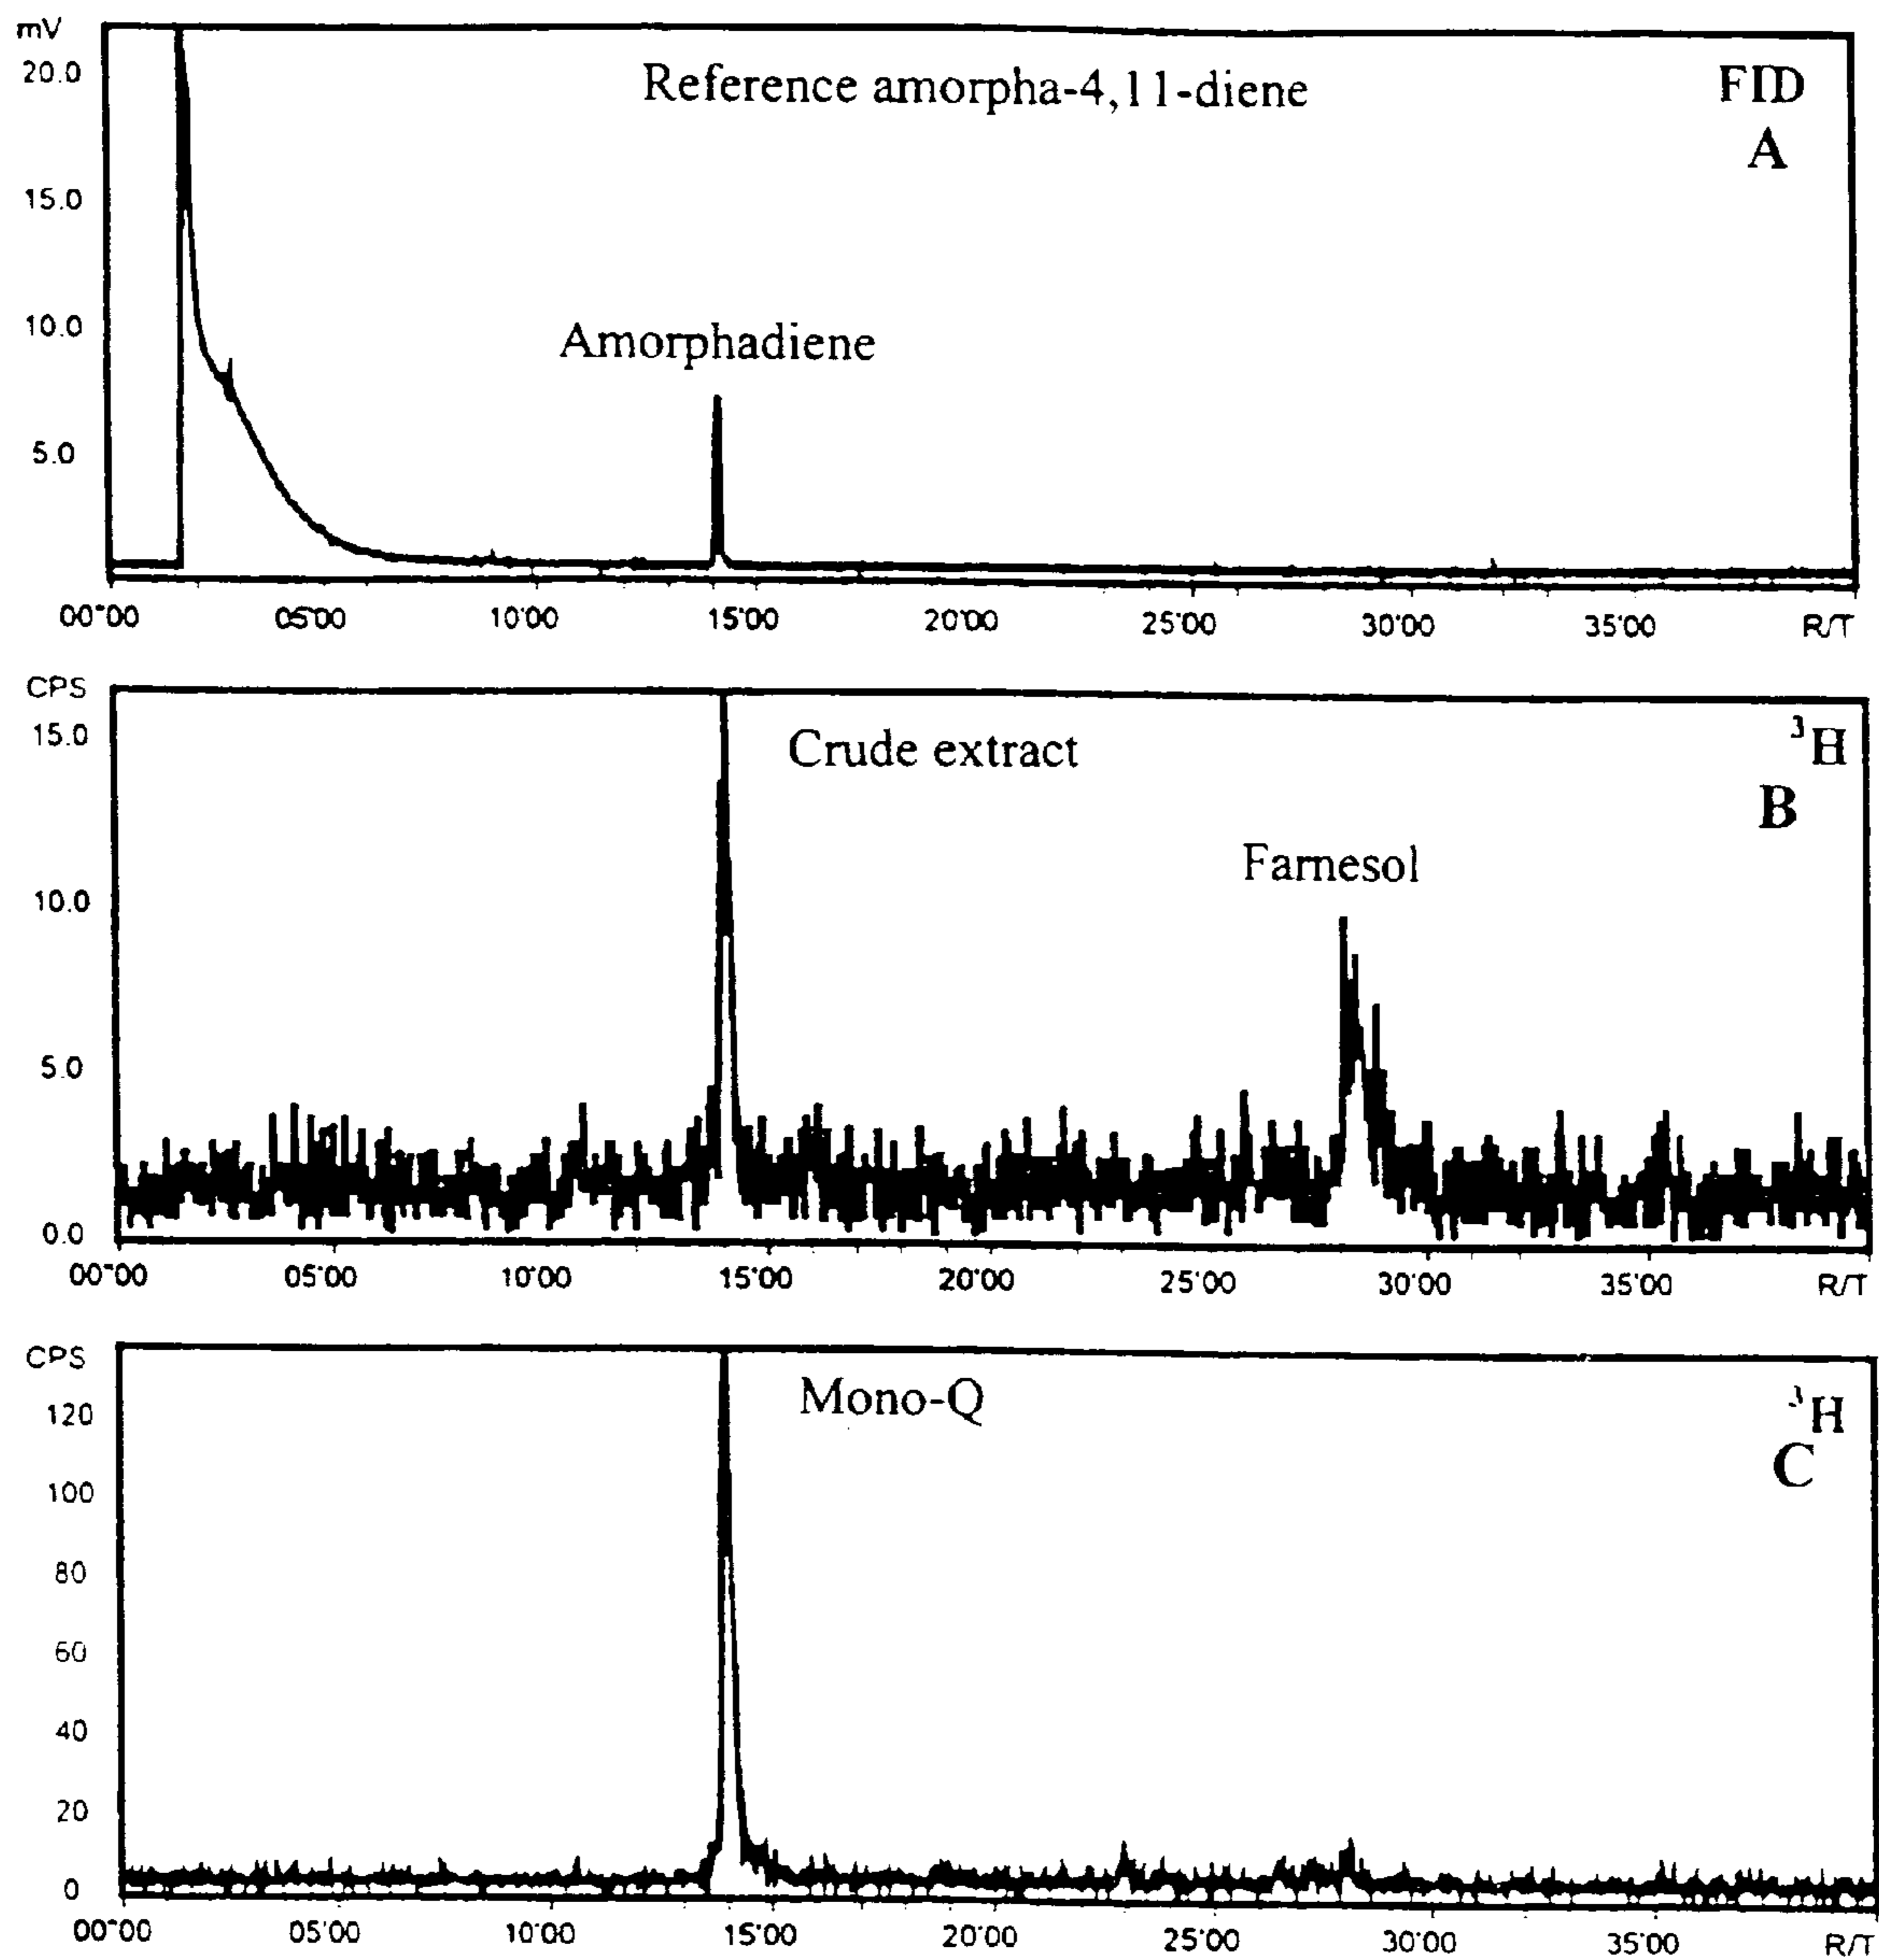 mV
20.0
Reference amorpha-4,11-diene
FID
A
15.0
10.0
Amorphadiene
5.0
00'00 05'00 10'00 15'00 20'00 25'00 30'00 35'00 R/T
CPS
15.0
Crude extract
3H
B
10.0
Farnesol
5.0
0.0
00'00 05'00 10'00 15'00 20'00 25'00 30'00 35'00 R/T
CPS
120
Mono-Q
3H
C
100
80
60
40
20
0
00'00 05'00 10'00 15'00 20'00 25'00 30'00 35'00 R/T